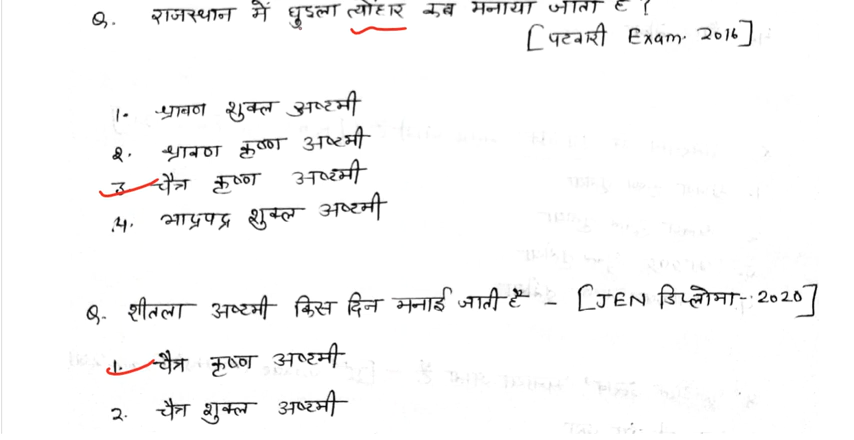 Q. राजस्थान में घुड़ला त्यौहार कब मनाया जाता है ?
[पटवारी Exam. 2016]
1. श्रावण शुक्ल अष्टमी
2. श्रावण कृष्ण अष्टमी
3 चैत्र कृष्ण अष्टमी
4. भाद्रपद्र शुक्ल अष्टमी
Q. शीतला अष्टमी किस दिन मनाई जाती है - [JEN डिप्लोमा-2020]
1. चैत्र कृष्ण अष्टमी
2. चैत्र शुक्ल अष्टमी